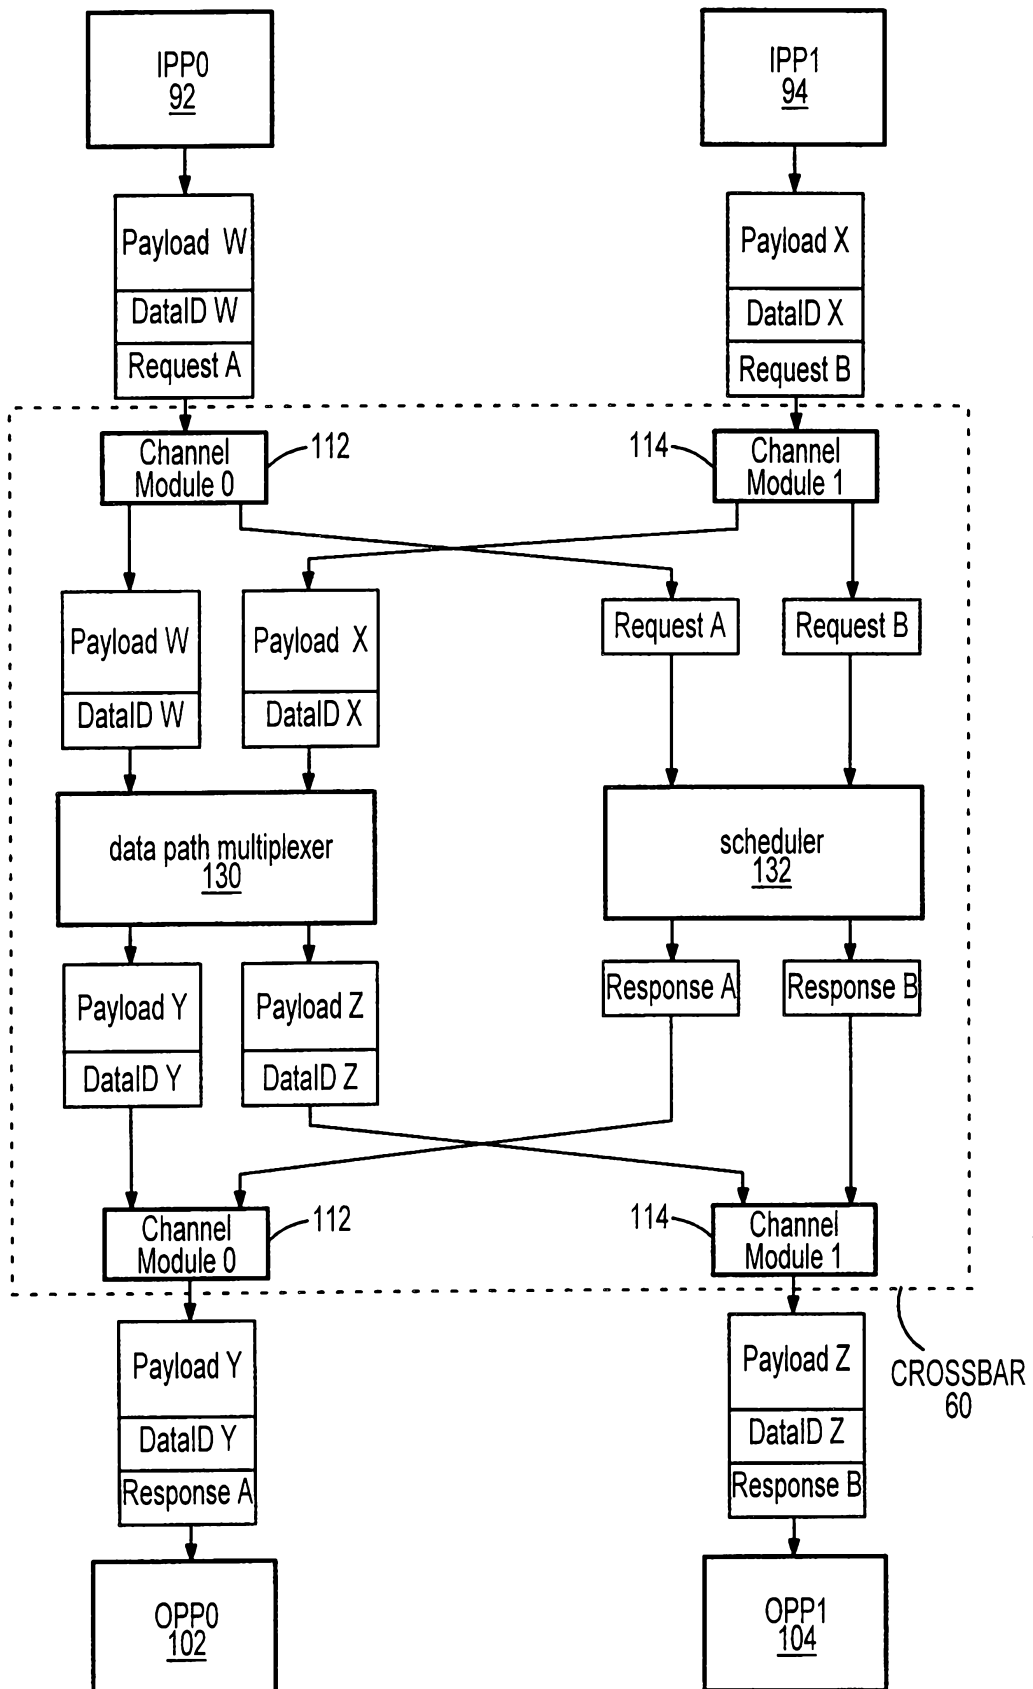 IPP0
92
IPP1
94
Payload W
DataID W
Request A
Payload X
DataID X
Request B
Channel
Module 0
112
114
Channel
Module 1
Payload W
DataID W
Payload X
DataID X
Request A
Request B
data path multiplexer
130
scheduler
132
Payload Y
DataID Y
Payload Z
DataID Z
Response A
Response B
Channel
Module 0
112
114
Channel
Module 1
Payload Y
DataID Y
Response A
Payload Z
DataID Z
Response B
CROSSBAR
60
OPP0
102
OPP1
104